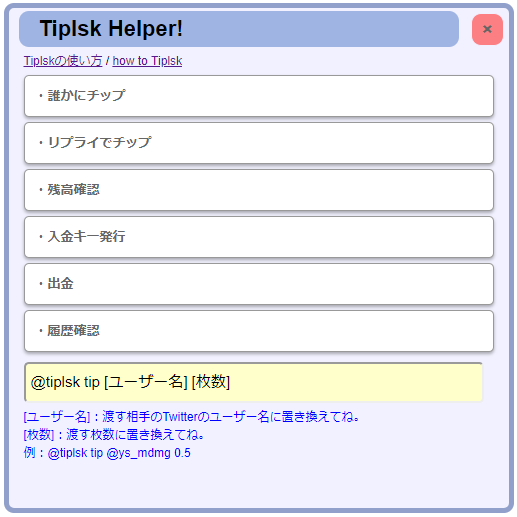 Tiplsk Helper!
×
Tiplskの使い方 / how to Tiplsk
・誰かにチップ
・リプライでチップ
・残高確認
・入金キー発行
・出金
・履歴確認
@tiplsk tip [ユーザー名] [枚数]
[ユーザー名]：渡す相手のTwitterのユーザー名に置き換えてね。
[枚数]：渡す枚数に置き換えてね。
例：@tiplsk tip @ys_mdmg 0.5